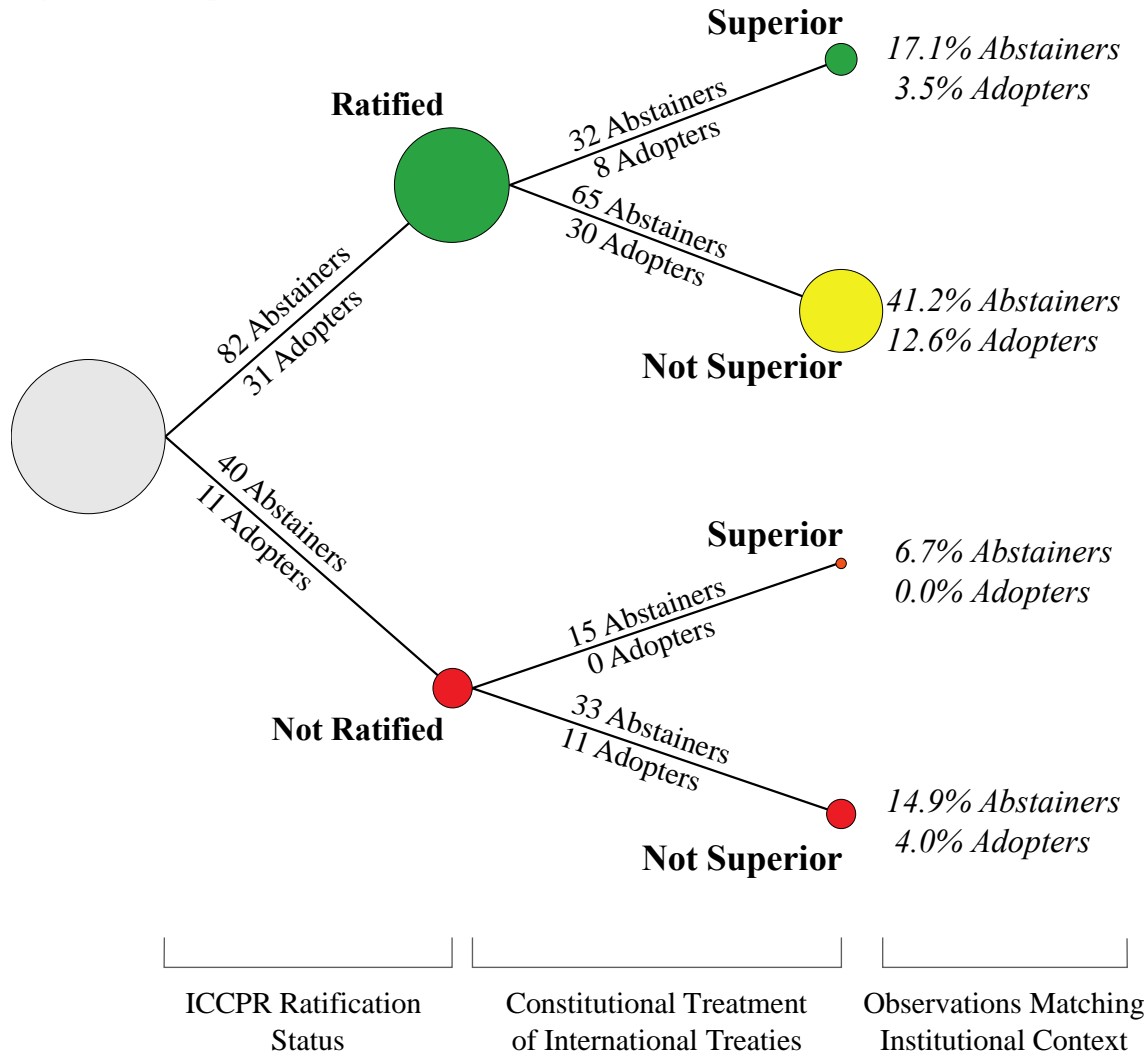 Superior
17.1% Abstainers
3.5% Adopters
Ratified
32 Abstainers
8 Adopters
65 Abstainers
30 Adopters
82 Abstainers
31 Adopters
41.2% Abstainers
12.6% Adopters
Not Superior
40 Abstainers
11 Adopters
Superior
6.7% Abstainers
0.0% Adopters
15 Abstainers
0 Adopters
Not Ratified
33 Abstainers
11 Adopters
14.9% Abstainers
4.0% Adopters
Not Superior
ICCPR Ratification
Status
Constitutional Treatment
of International Treaties
Observations Matching
Institutional Context